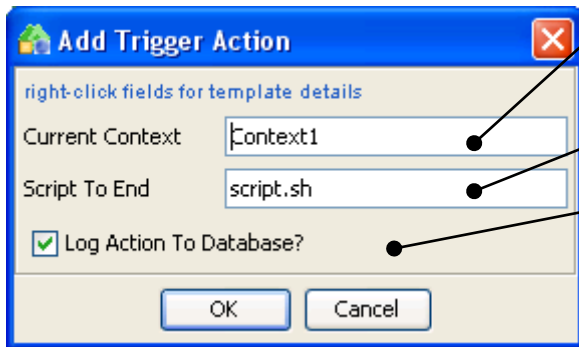 Add Trigger Action
right-click fields for template details
Current Context Context1
Script To End script.sh
Log Action To Database?
OK Cancel